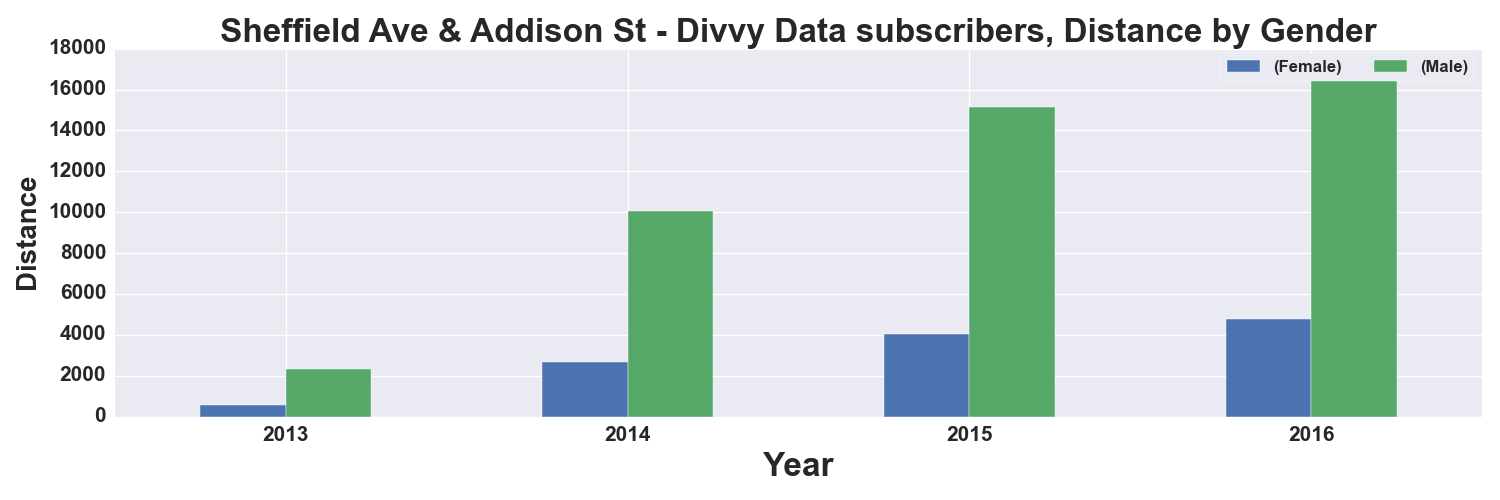 Sheffield Ave & Addison St - Divvy Data subscribers, Distance by Gender
18000
16000
14000
12000
10000
8000
6000
4000
2000
0
Distance
(Female) (Male)
2013 2014 2015 2016
Year